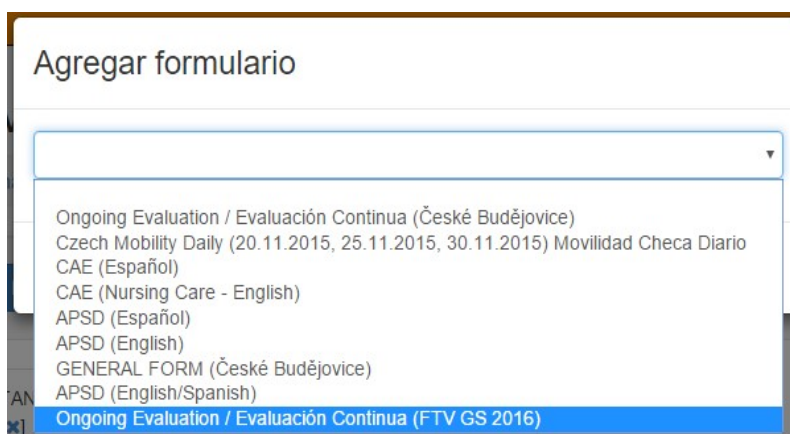 Agregar formulario
Ongoing Evaluation / Evaluación Continua (České Budějovice)
Czech Mobility Daily (20.11.2015, 25.11.2015, 30.11.2015) Movilidad Checa Diario
CAE (Español)
CAE (Nursing Care - English)
APSD (Español)
APSD (English)
GENERAL FORM (České Budějovice)
APSD (English/Spanish)
Ongoing Evaluation / Evaluación Continua (FTV GS 2016)